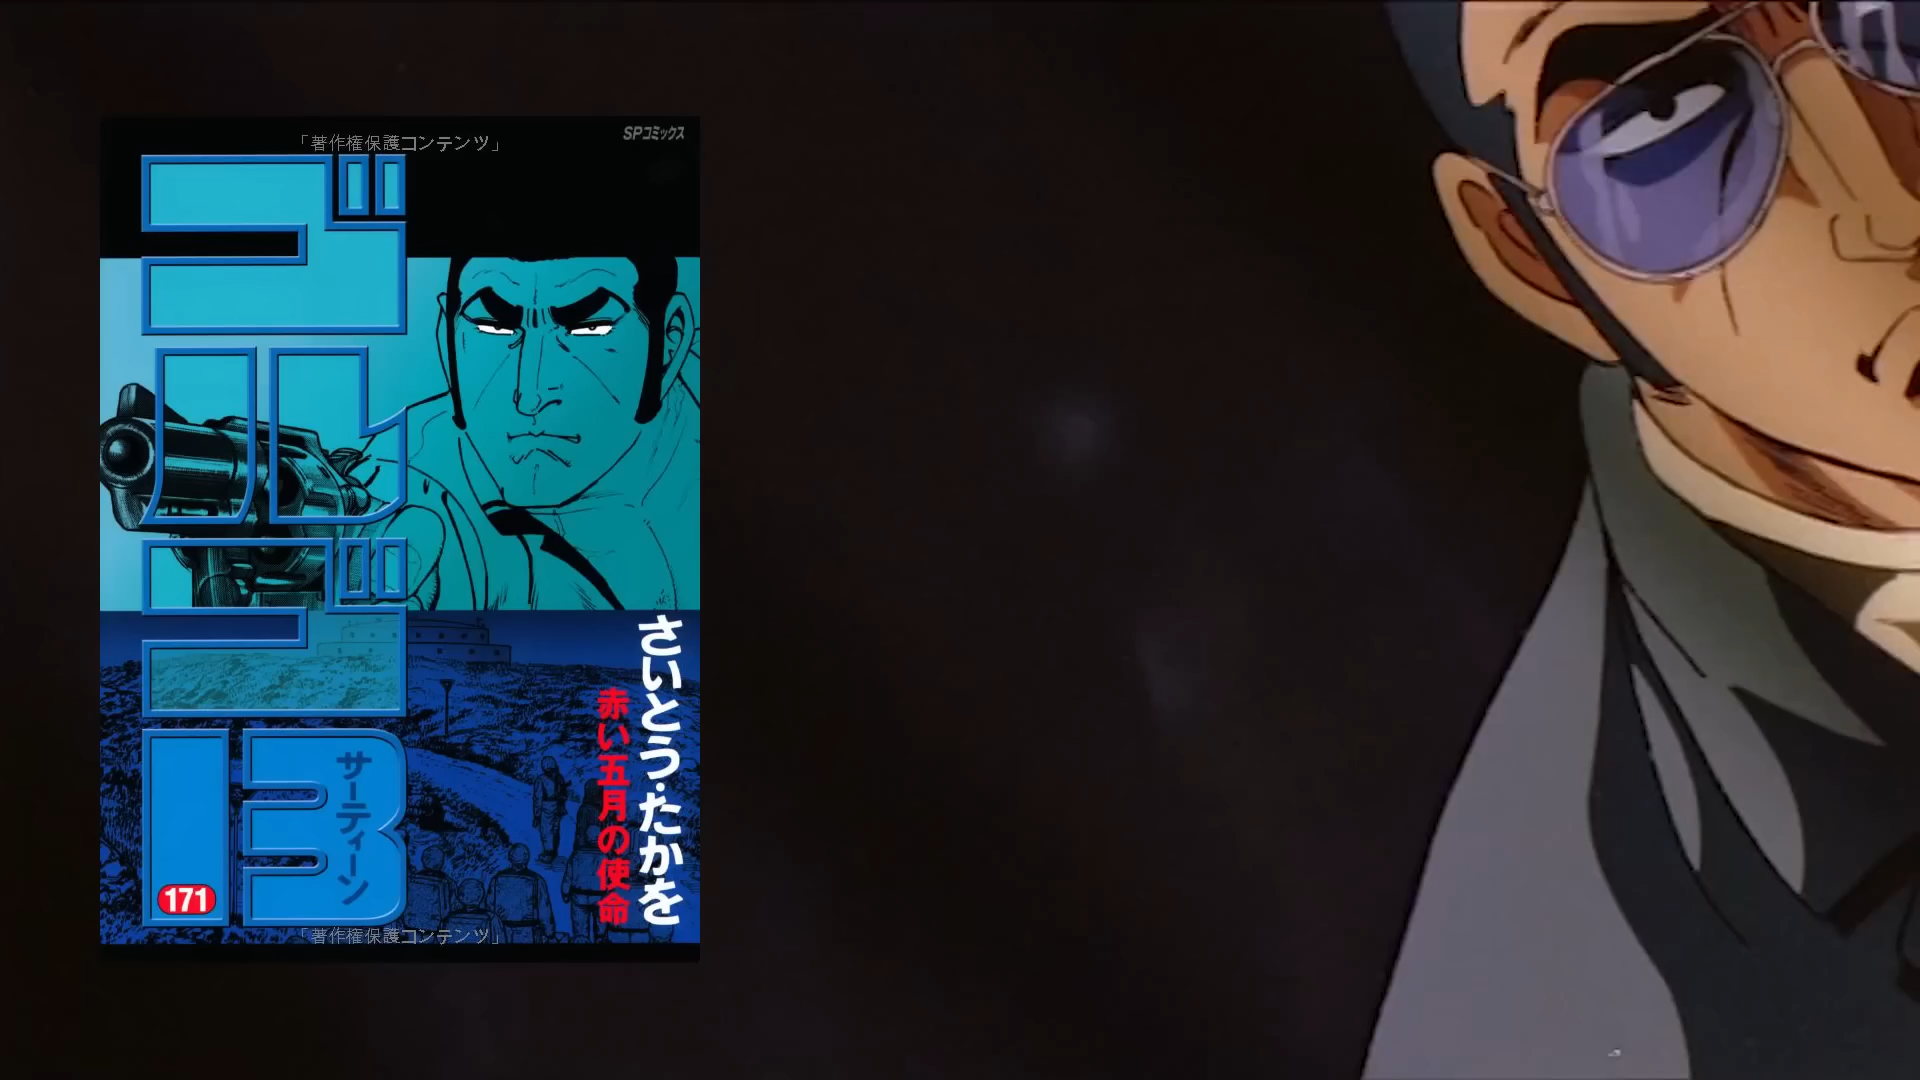 「著作権保護コンテンツ」
SPコミックス
ゴルゴ13
サーティーン
さいとう・たかを
赤い五月の使命
171
「著作権保護コンテンツ」